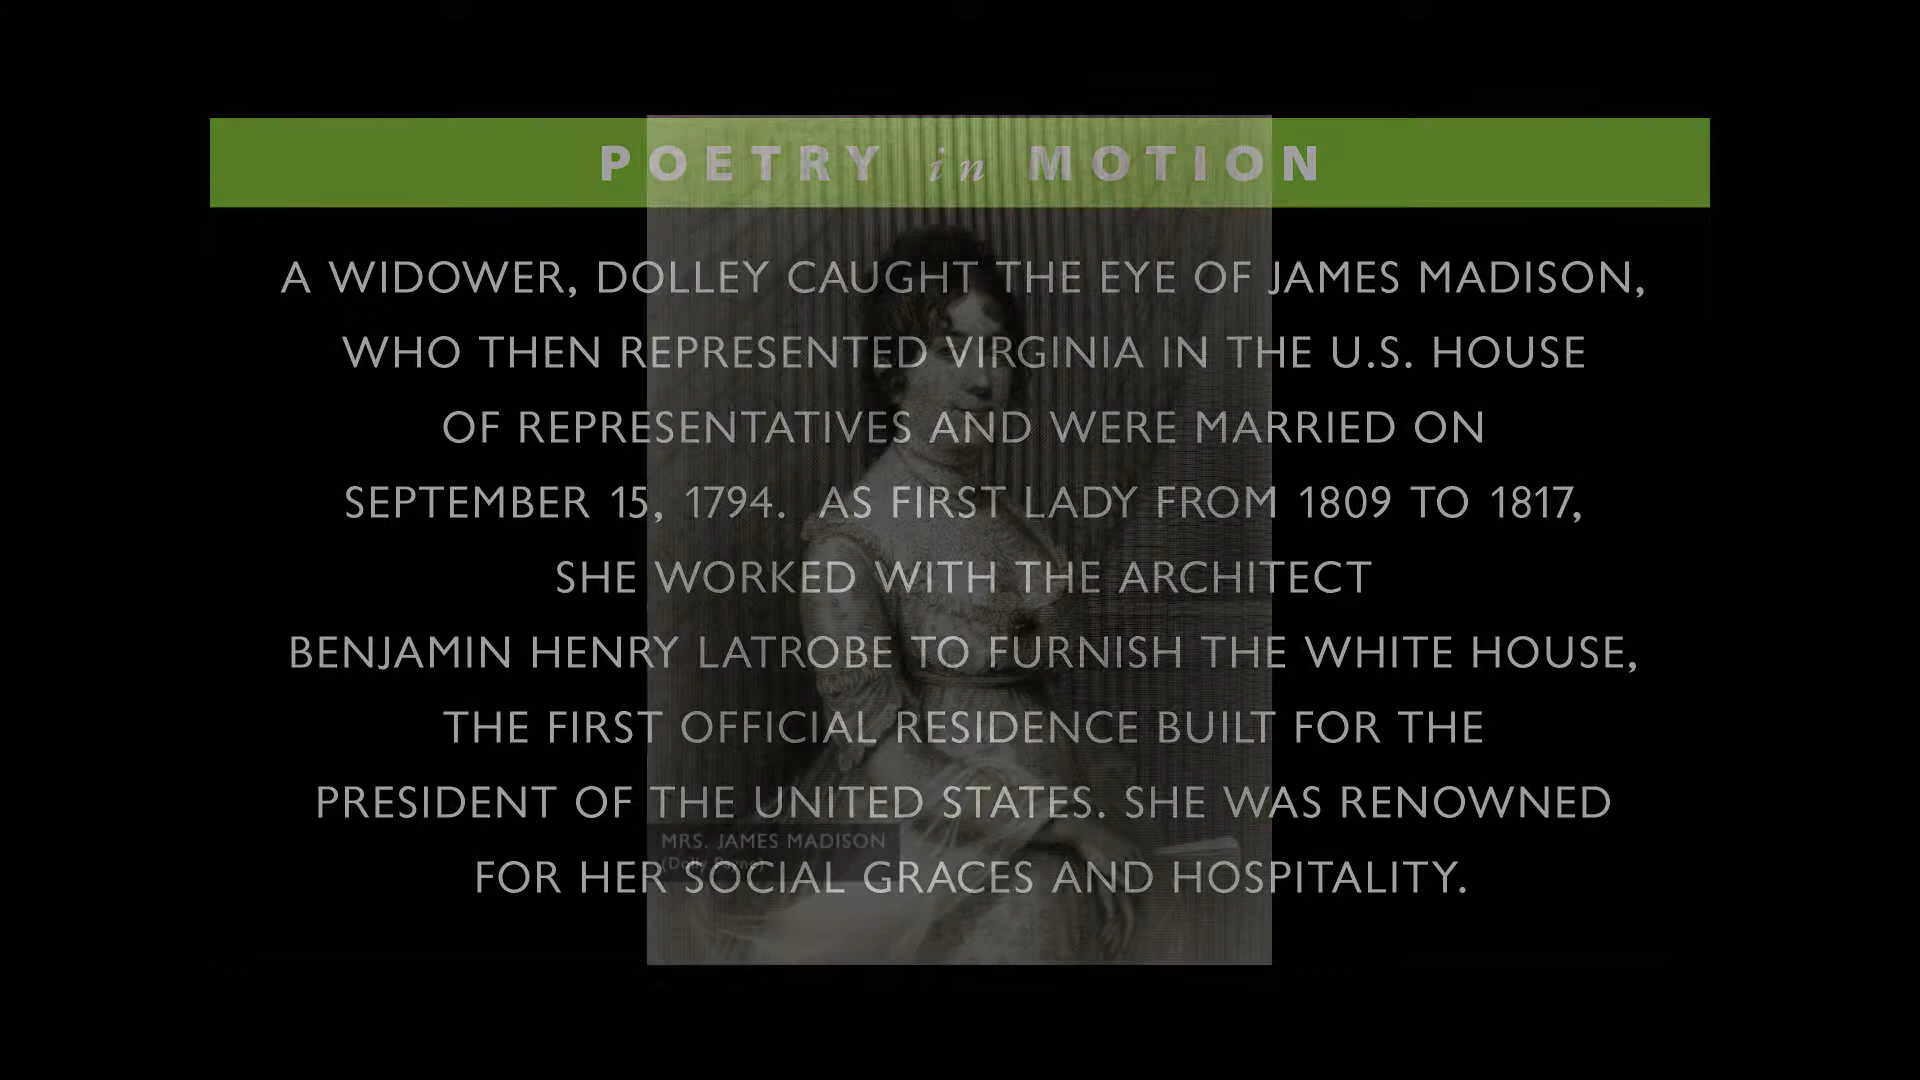 POETRY in MOTION
A WIDOWER, DOLLEY CAUGHT THE EYE OF JAMES MADISON,
WHO THEN REPRESENTED VIRGINIA IN THE U.S. HOUSE
OF REPRESENTATIVES AND WERE MARRIED ON
SEPTEMBER 15, 1794. AS FIRST LADY FROM 1809 TO 1817,
SHE WORKED WITH THE ARCHITECT
BENJAMIN HENRY LATROBE TO FURNISH THE WHITE HOUSE,
THE FIRST OFFICIAL RESIDENCE BUILT FOR THE
PRESIDENT OF THE UNITED STATES. SHE WAS RENOWNED
FOR HER SOCIAL GRACES AND HOSPITALITY.
MRS. JAMES MADISON
(Dolly Payne)